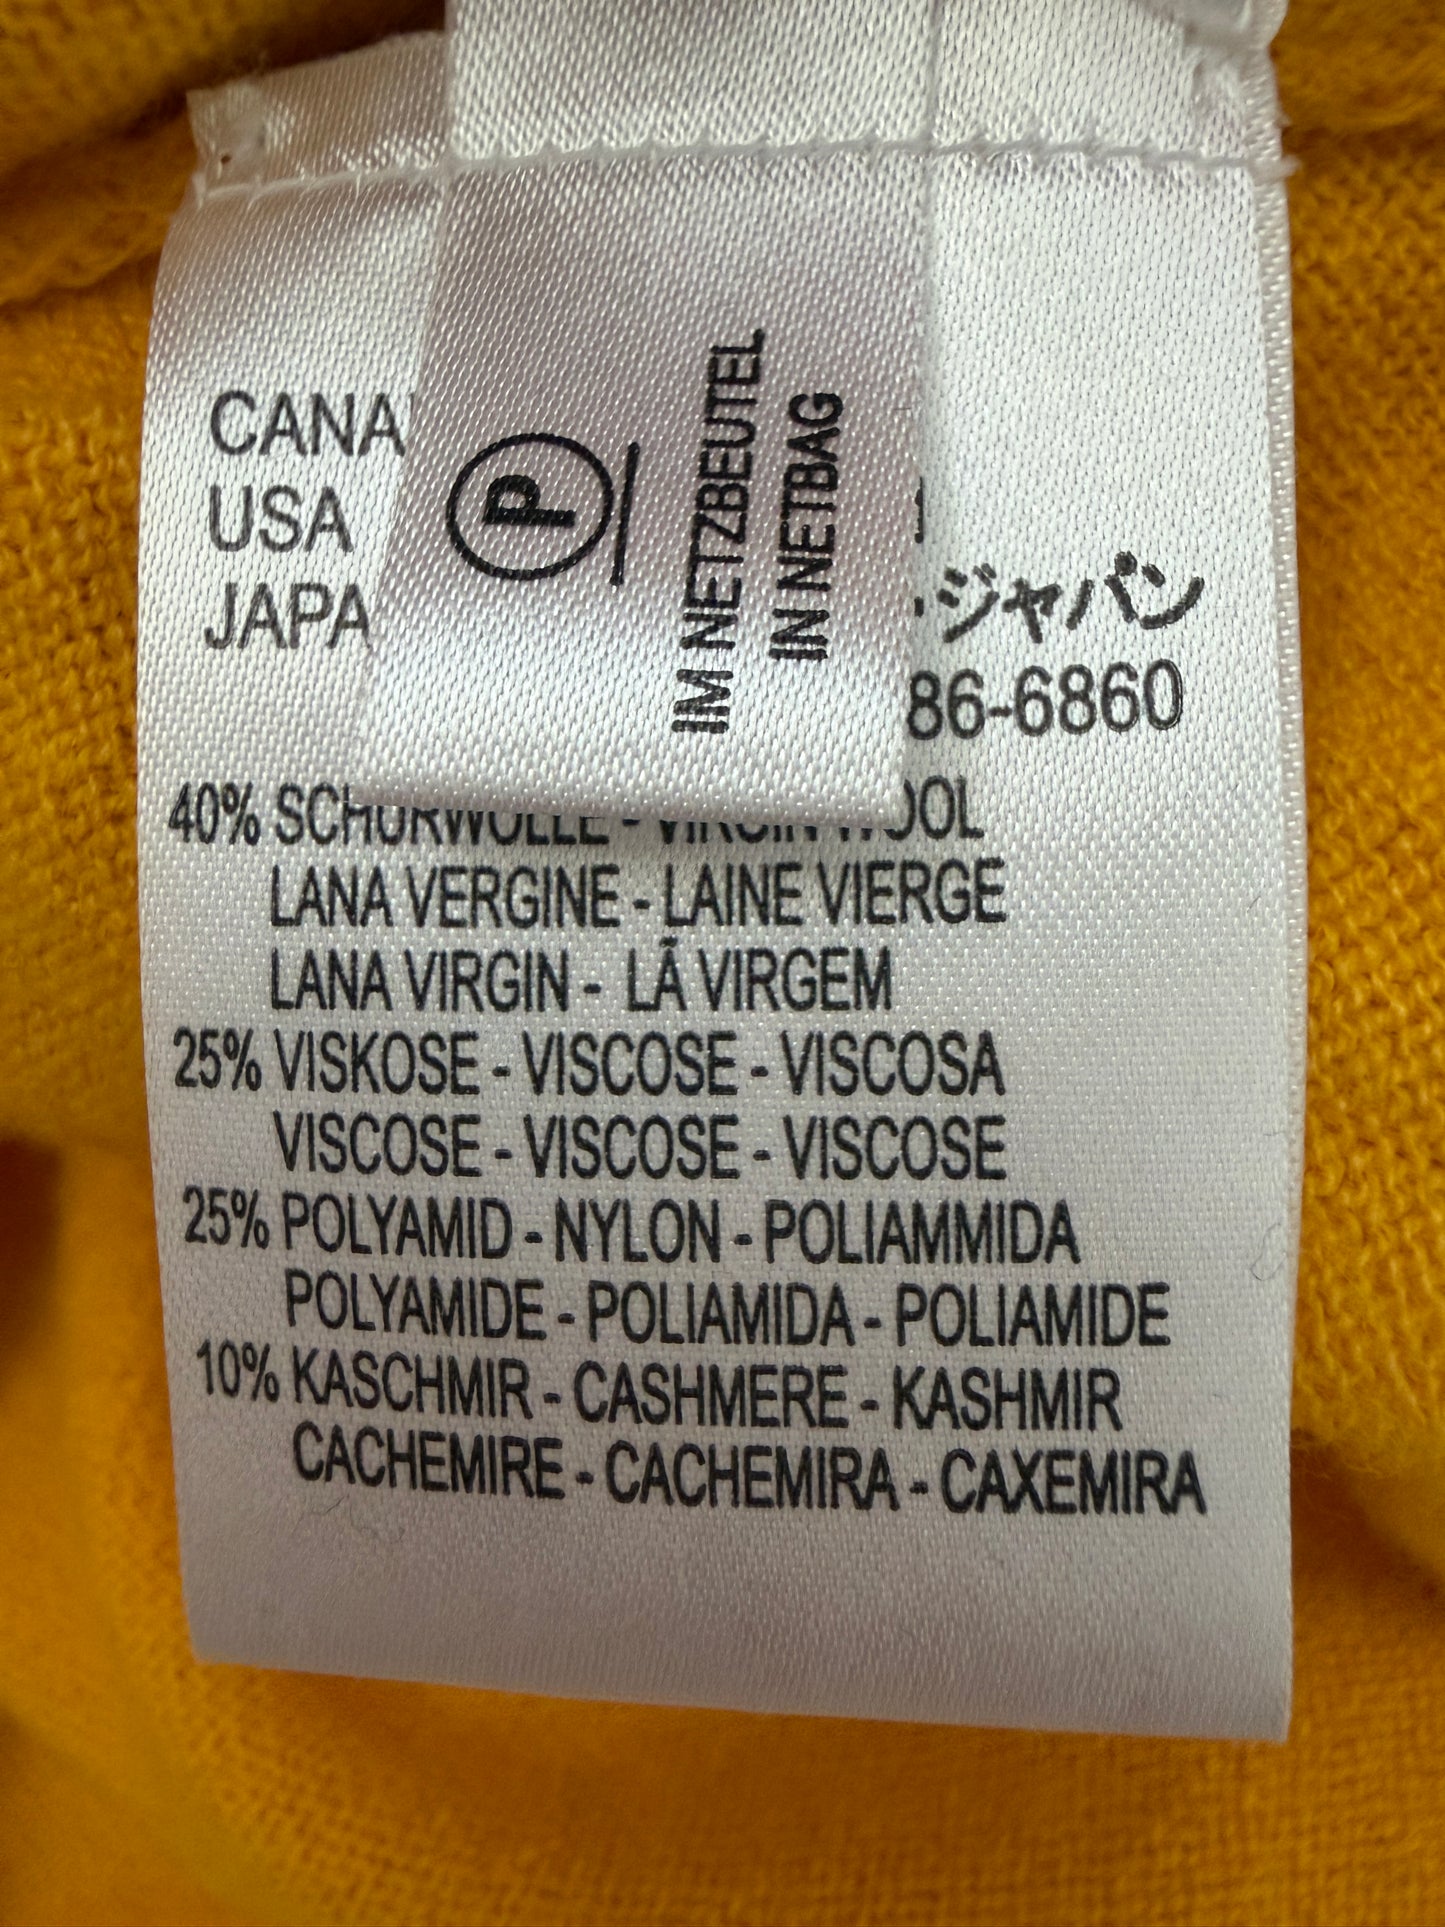 P
IM NETZBEUTEL
IN NETBAG
USA
ジャパン
86-6860
40% SCHURWOLLE - VIRGIN WOOL
LANA VERGINE - LAINE VIERGE
LANA VIRGIN - LÃ VIRGEM
25% VISKOSE - VISCOSE - VISCOSA
VISCOSE - VISCOSE - VISCOSE
25% POLYAMID - NYLON - POLIAMMIDA
POLYAMIDE - POLIAMIDA - POLIAMIDE
10% KASCHMIR - CASHMERE - KASHMIR
CACHEMIRE - CACHEMIRA - CAXEMIRA